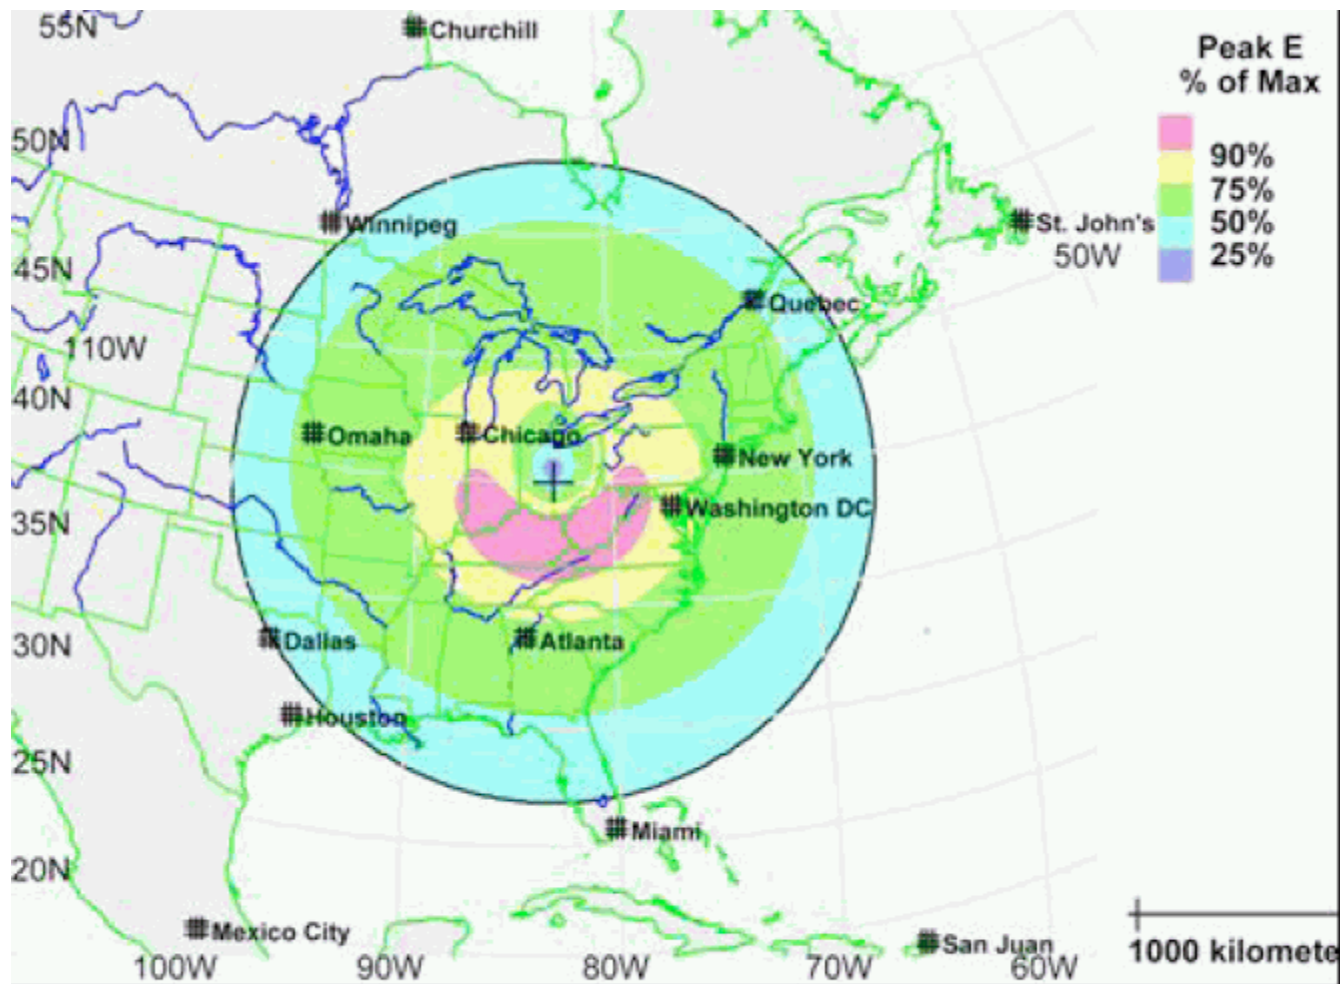 55N
Churchill
Peak E
% of Max
50N
90%
75%
50%
25%
Winnipeg
St. John's
50W
45N
Quebec
110W
40N
Omaha
Chicago
New York
35N
Washington DC
30N
Dallas
Atlanta
Houston
25N
Miami
20N
Mexico City
San Juan
1000 kilomete
100W
90W
80W
70W
60W